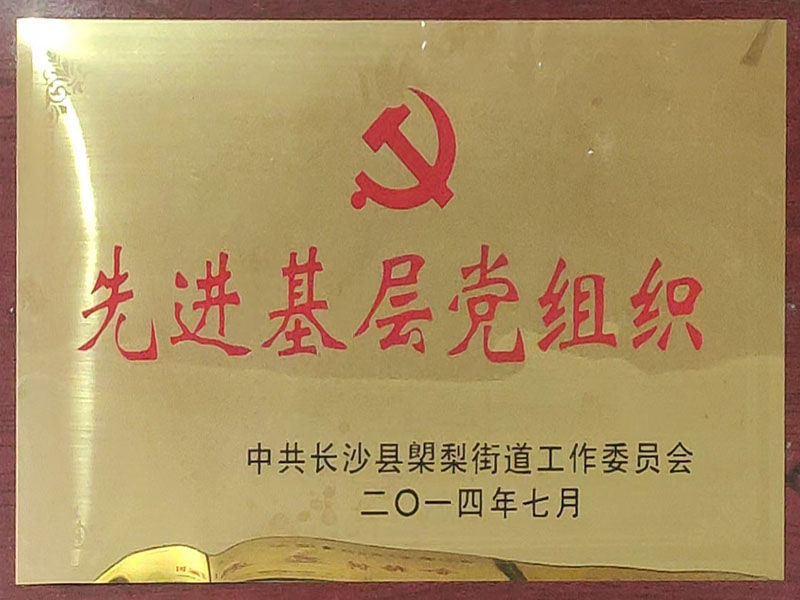 先进基层党组织
中共长沙县㮾梨街道工作委员会
二〇一四年七月